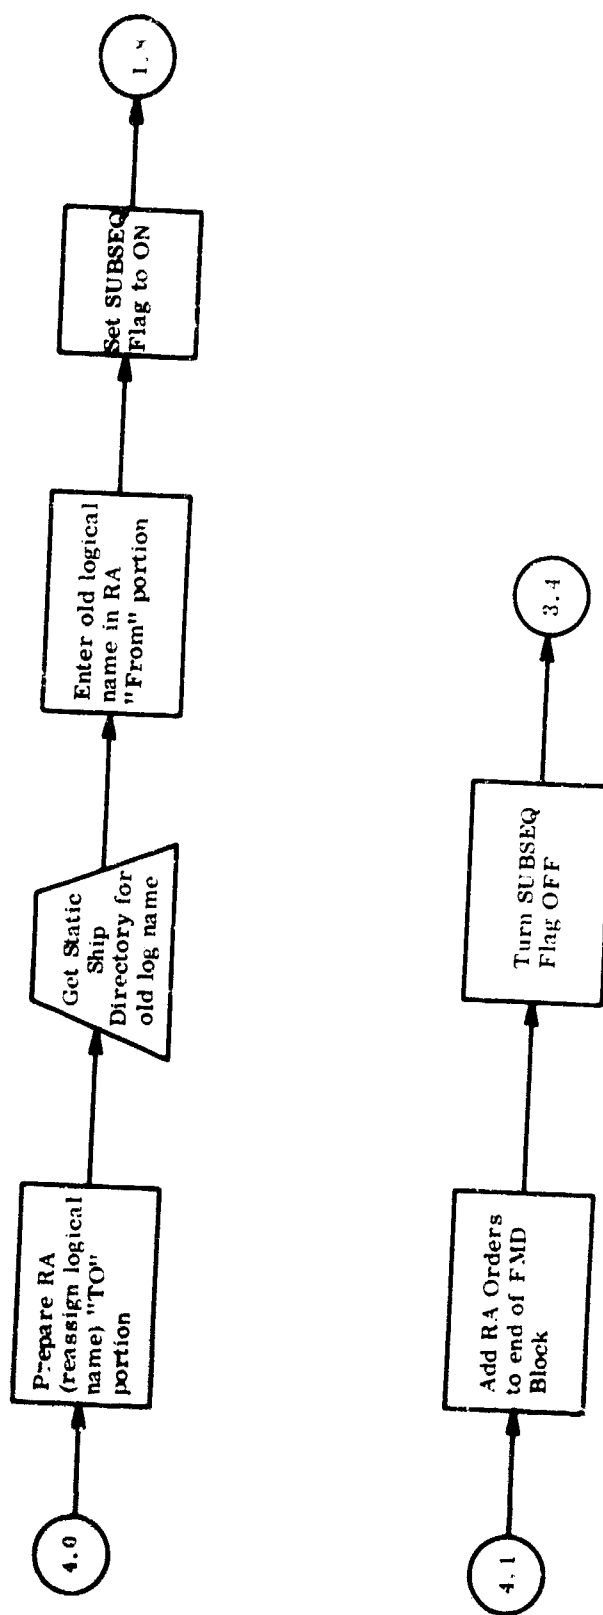 4.0
Prepare RA
(reassign logical
name) "TO"
portion
Get Static
Ship
Directory for
old log name
Enter old logical
name in RA
"From" portion
Set SUBSEQ
Flag to ON
4.1
Add RA Orders
to end of FMD
Block
Turn SUBSEQ
Flag OFF
3.4